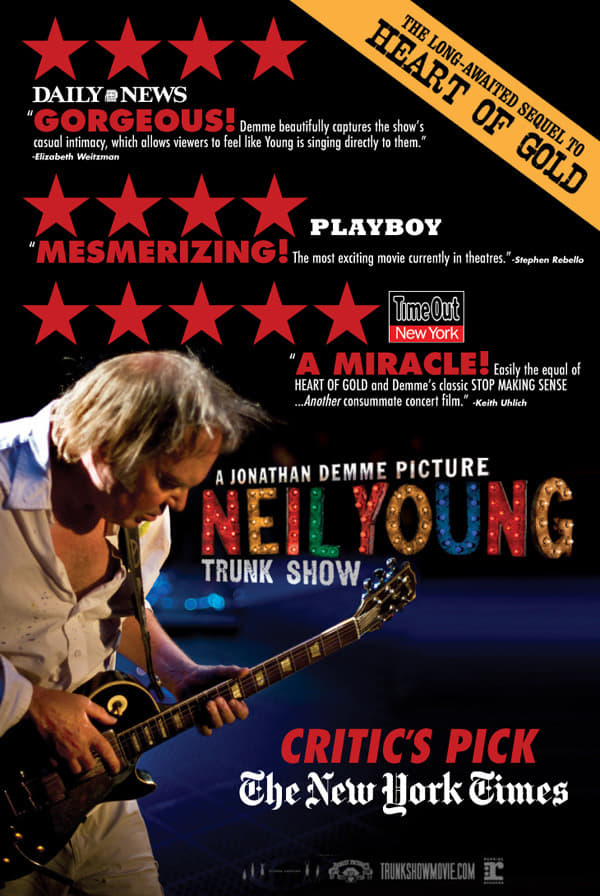 THE LONG-AWAITED SEQUEL TO
HEART OF GOLD
DAILY NEWS
"GORGEOUS! Demme beautifully captures the show's
casual intimacy, which allows viewers to feel like Young is singing directly to them."
-Elizabeth Weitzman
PLAYBOY
"MESMERIZING! The most exciting movie currently in theatres." -Stephen Rebello
TimeOut
New York
"A MIRACLE! Easily the equal of
HEART OF GOLD and Demme's classic STOP MAKING SENSE
...Another consummate concert film." -Keith Uhlich
A JONATHAN DEMME PICTURE
NEIL YOUNG
TRUNK SHOW
CRITIC'S PICK
The New York Times
TRUNKSHOWMOVIE.COM